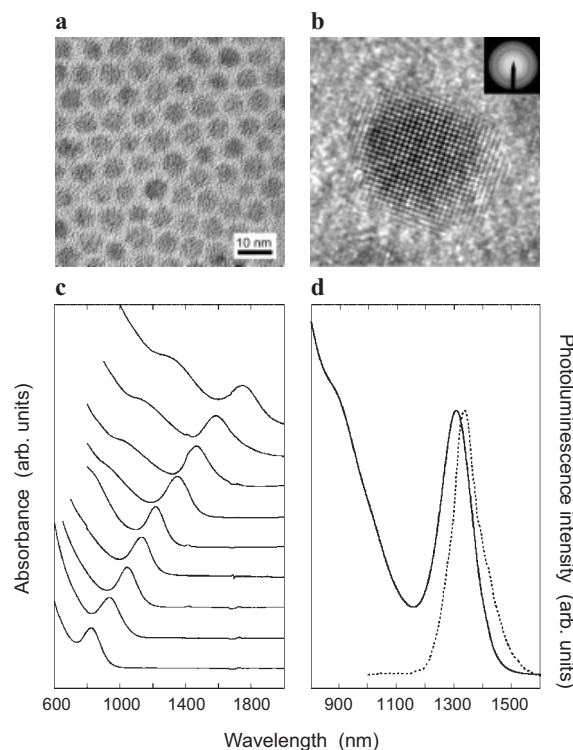 a
b
10 nm
c
d
Absorbance (arb. units)
Photoluminescence intensity (arb. units)
600 1000 1400 1800
900 1100 1300 1500
Wavelength (nm)